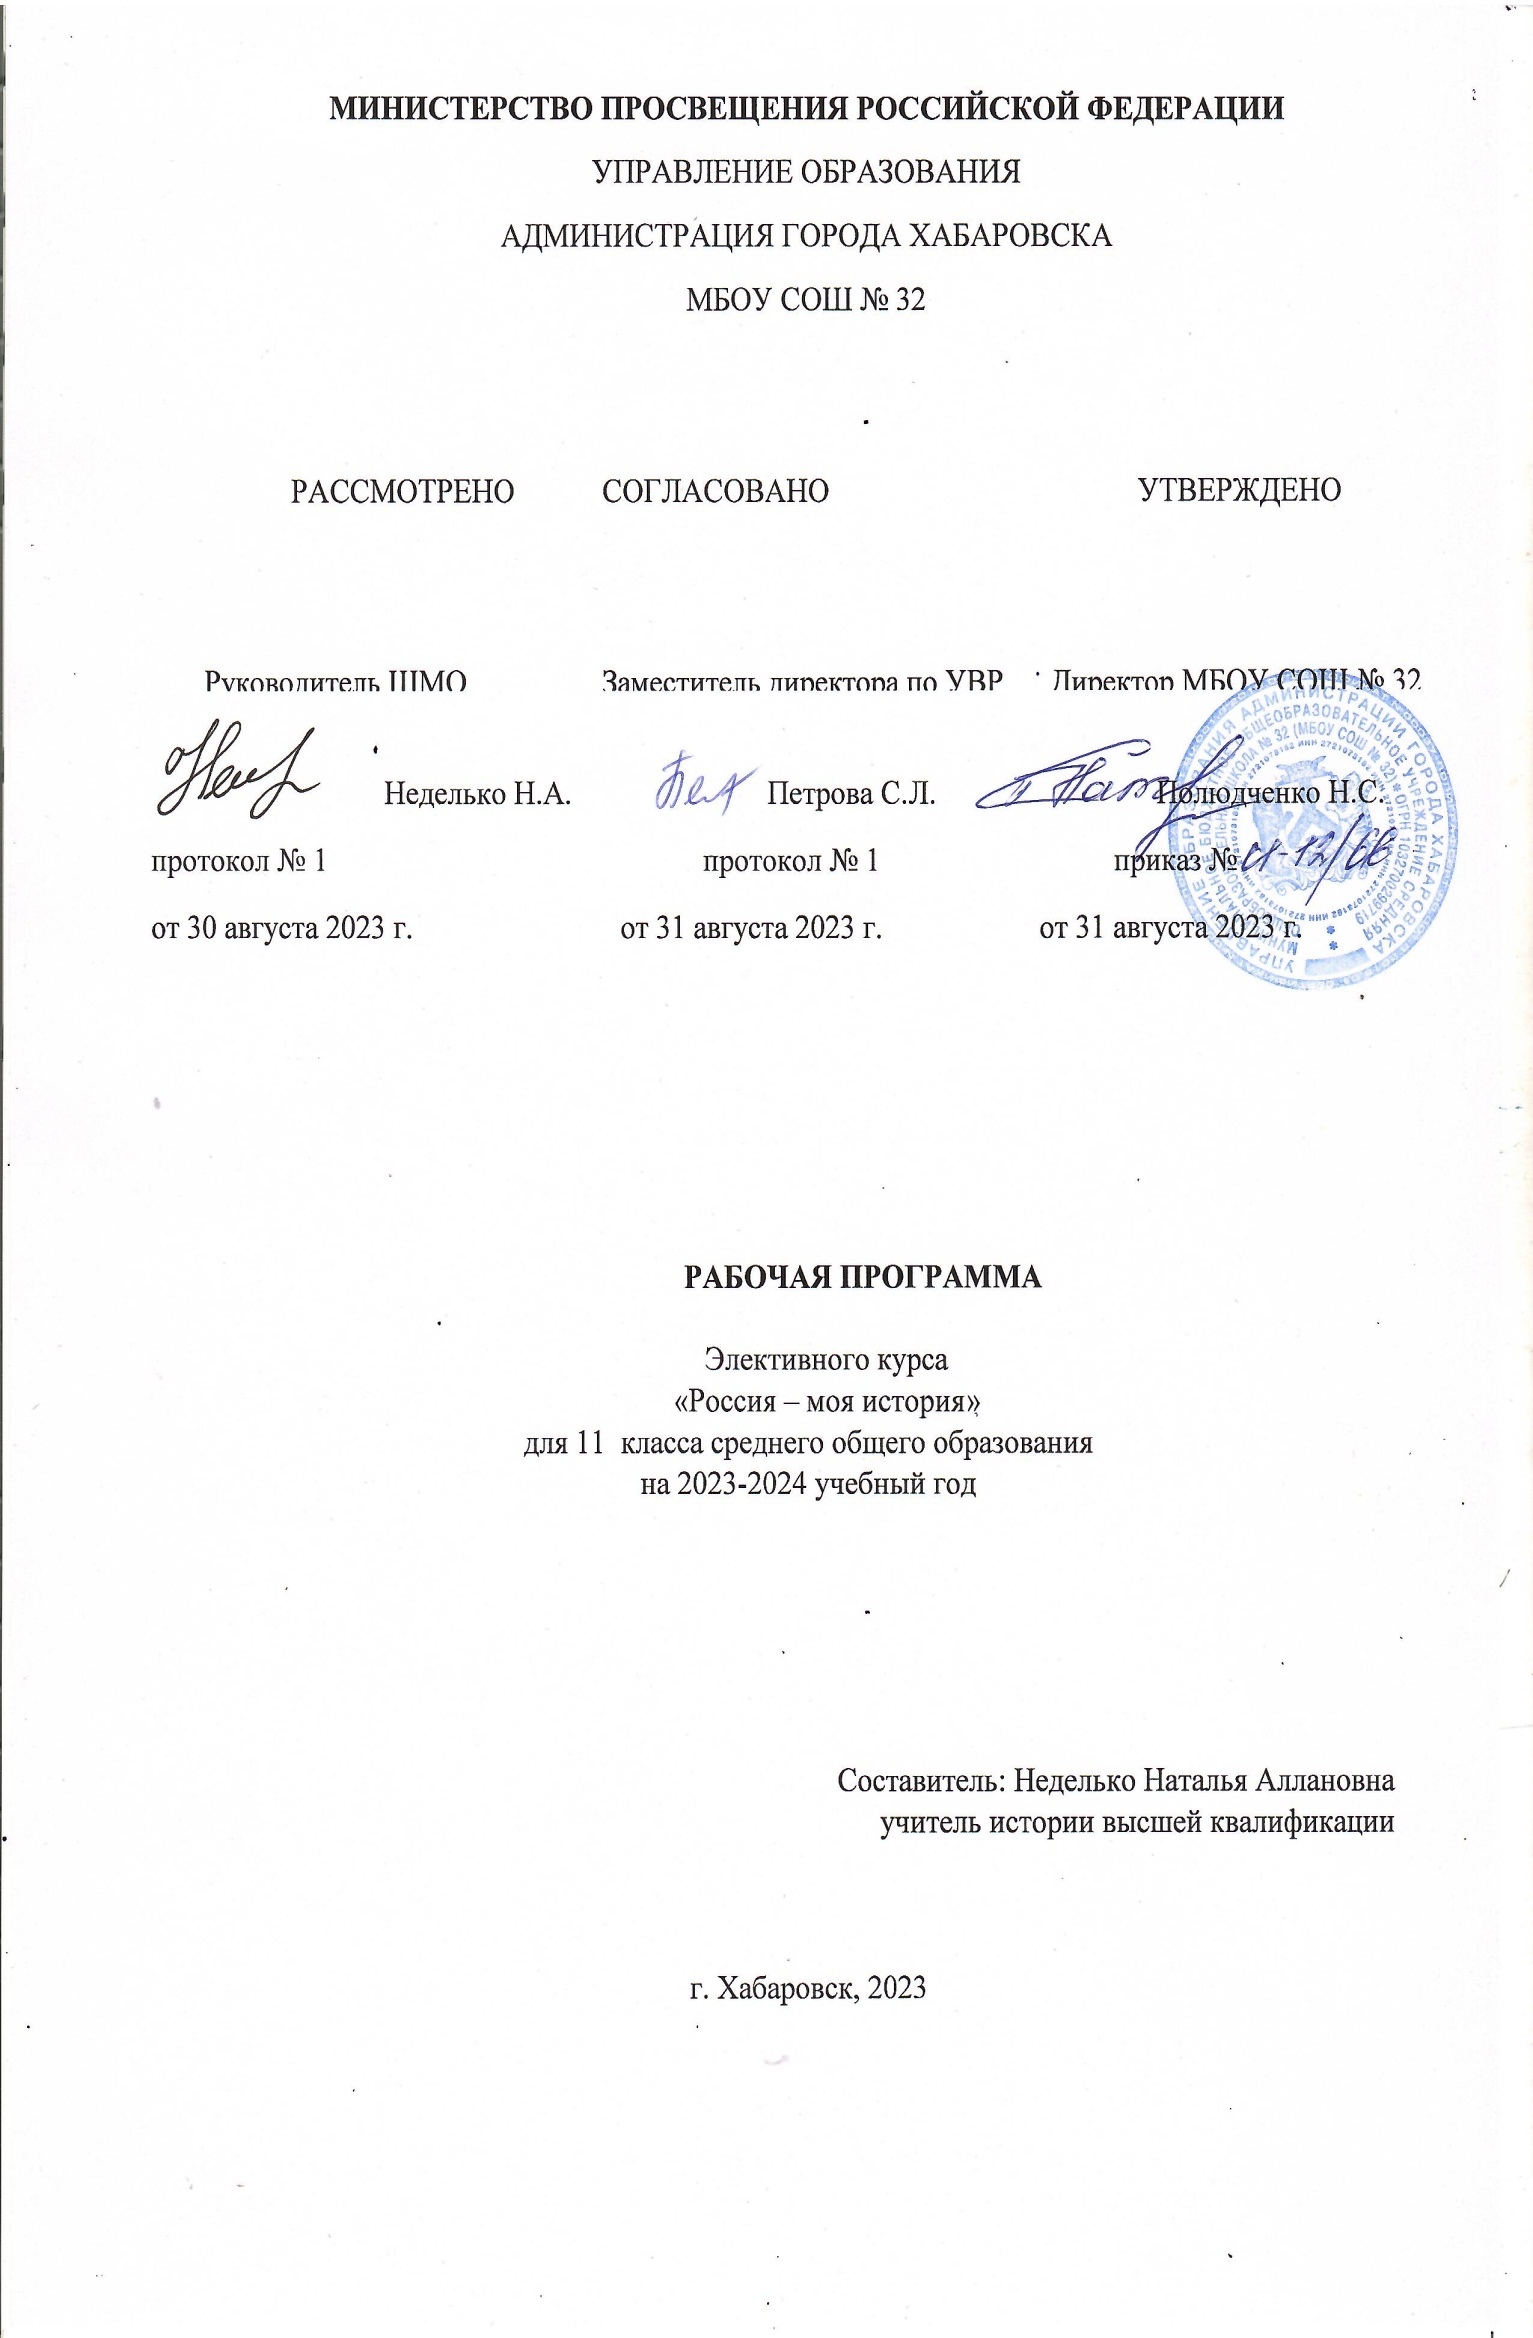 МИНИСТЕРСТВО ПРОСВЕЩЕНИЯ РОССИЙСКОЙ ФЕДЕРАЦИИ
УПРАВЛЕНИЕ ОБРАЗОВАНИЯ
АДМИНИСТРАЦИЯ ГОРОДА ХАБАРОВСКА
МБОУ СОШ № 32
РАССМОТРЕНО СОГЛАСОВАНО УТВЕРЖДЕНО
Руководитель ШМО Заместитель директора по УВР Директор МБОУ СОШ № 32
Неделько Н.А. Петрова С.Л. Полюдченко Н.С.
протокол № 1 протокол № 1 приказ №
от 30 августа 2023 г. от 31 августа 2023 г. от 31 августа 2023 г.
РАБОЧАЯ ПРОГРАММА
Элективного курса
«Россия – моя история»
для 11 класса среднего общего образования
на 2023-2024 учебный год
Составитель: Неделько Наталья Аллановна
учитель истории высшей квалификации
г. Хабаровск, 2023